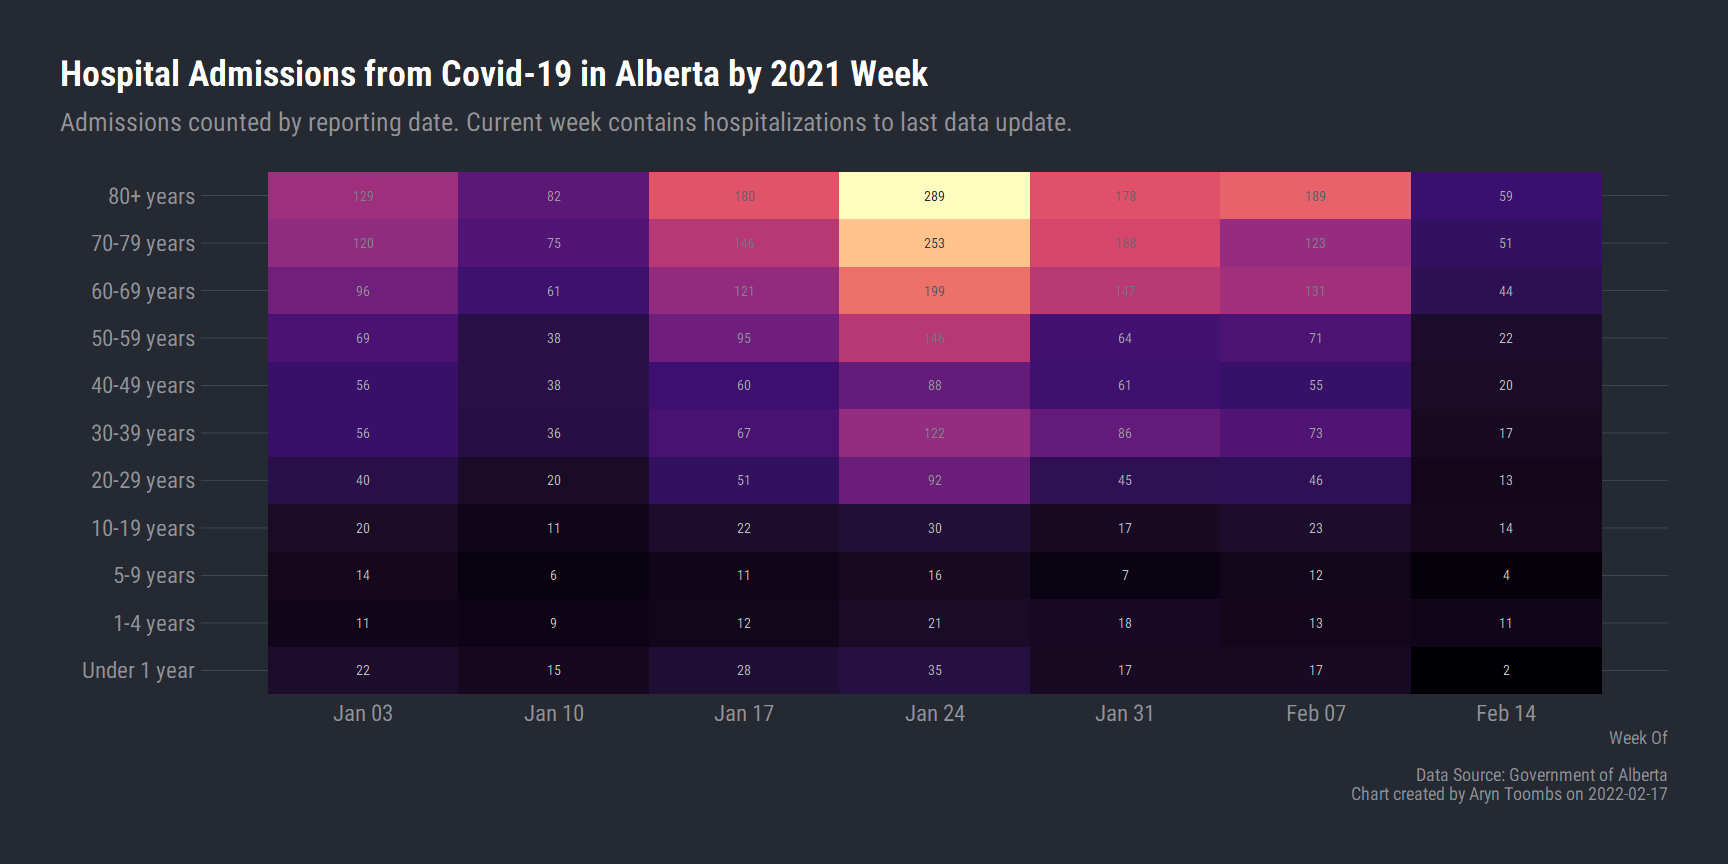 Hospital Admissions from Covid-19 in Alberta by 2021 Week
Admissions counted by reporting date. Current week contains hospitalizations to last data update.
80+ years 129 82 180 289 178 189 59
70-79 years 120 75 146 253 168 123 51
60-69 years 96 61 121 199 147 131 44
50-59 years 69 38 95 146 64 71 22
40-49 years 56 38 60 88 61 55 20
30-39 years 56 36 67 122 86 73 17
20-29 years 40 20 51 92 45 46 13
10-19 years 20 11 22 30 17 23 14
5-9 years 14 6 11 16 7 12 4
1-4 years 11 9 12 21 18 13 11
Under 1 year 22 15 28 35 17 17 2
Jan 03 Jan 10 Jan 17 Jan 24 Jan 31 Feb 07 Feb 14
Week Of
Data Source: Government of Alberta
Chart created by Aryn Toombs on 2022-02-17